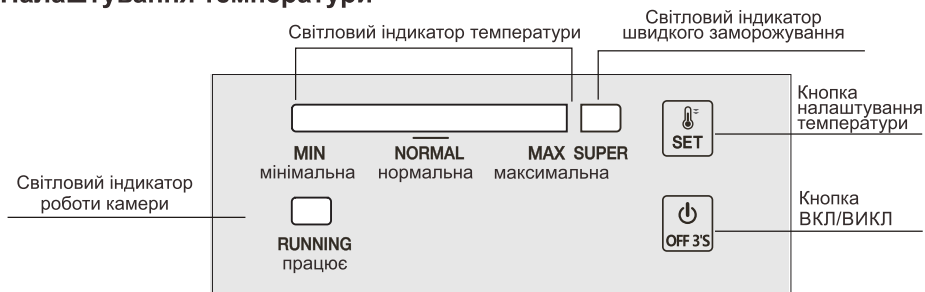 Налаштування температури
Світловий індикатор температури
Світловий індикатор
швидкого заморожування
Кнопка
налаштування
температури
SET
MIN
NORMAL
MAX SUPER
мінімальна
нормальна
максимальна
Світловий індикатор
роботи камери
RUNNING
працює
OFF 3'S
Кнопка
ВКЛ/ВИКЛ